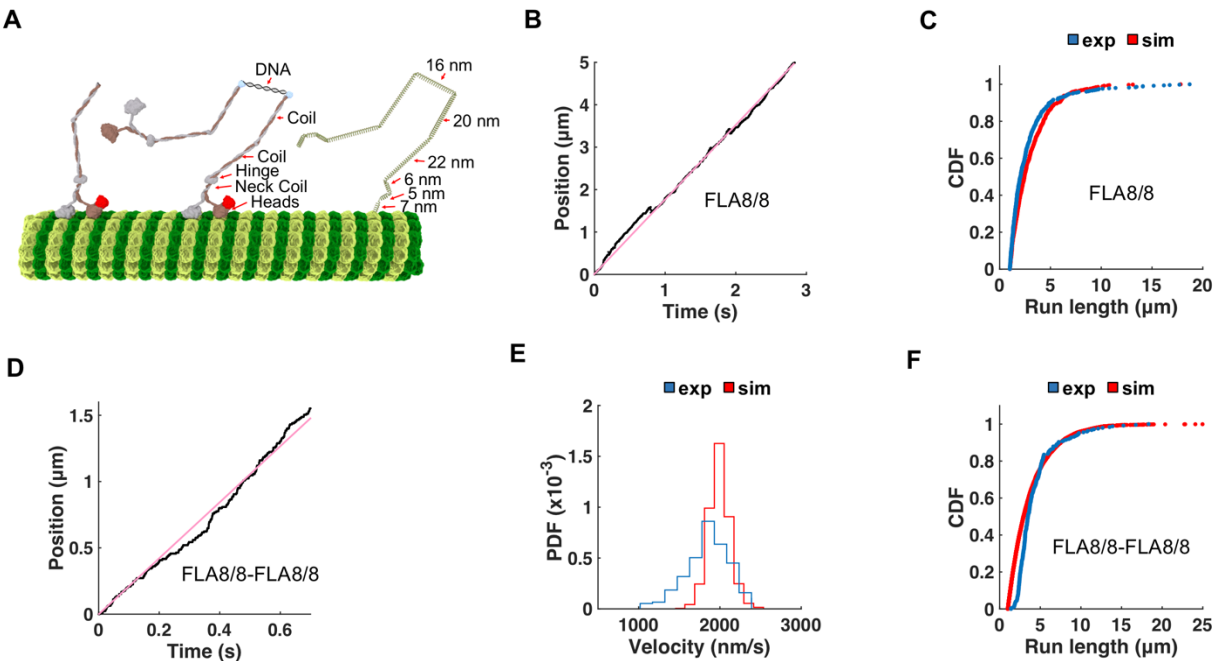 A
DNA
Coil
Coil
Hinge
Neck Coil
Heads
16 nm
20 nm
22 nm
6 nm
5 nm
7 nm
B
5
4
3
2
1
0
Position (µm)
FLA8/8
0 1 2 3
Time (s)
C
exp sim
1
0.8
0.6
0.4
0.2
0
CDF
FLA8/8
0 5 10 15 20
Run length (µm)
D
1.5
1
0.5
0
Position (µm)
FLA8/8-FLA8/8
0 0.2 0.4 0.6
Time (s)
E
exp sim
2
1.5
1
0.5
0
PDF (x10-3)
1000 2000 3000
Velocity (nm/s)
F
exp sim
1
0.8
0.6
0.4
0.2
0
CDF
FLA8/8-FLA8/8
0 5 10 15 20 25
Run length (µm)